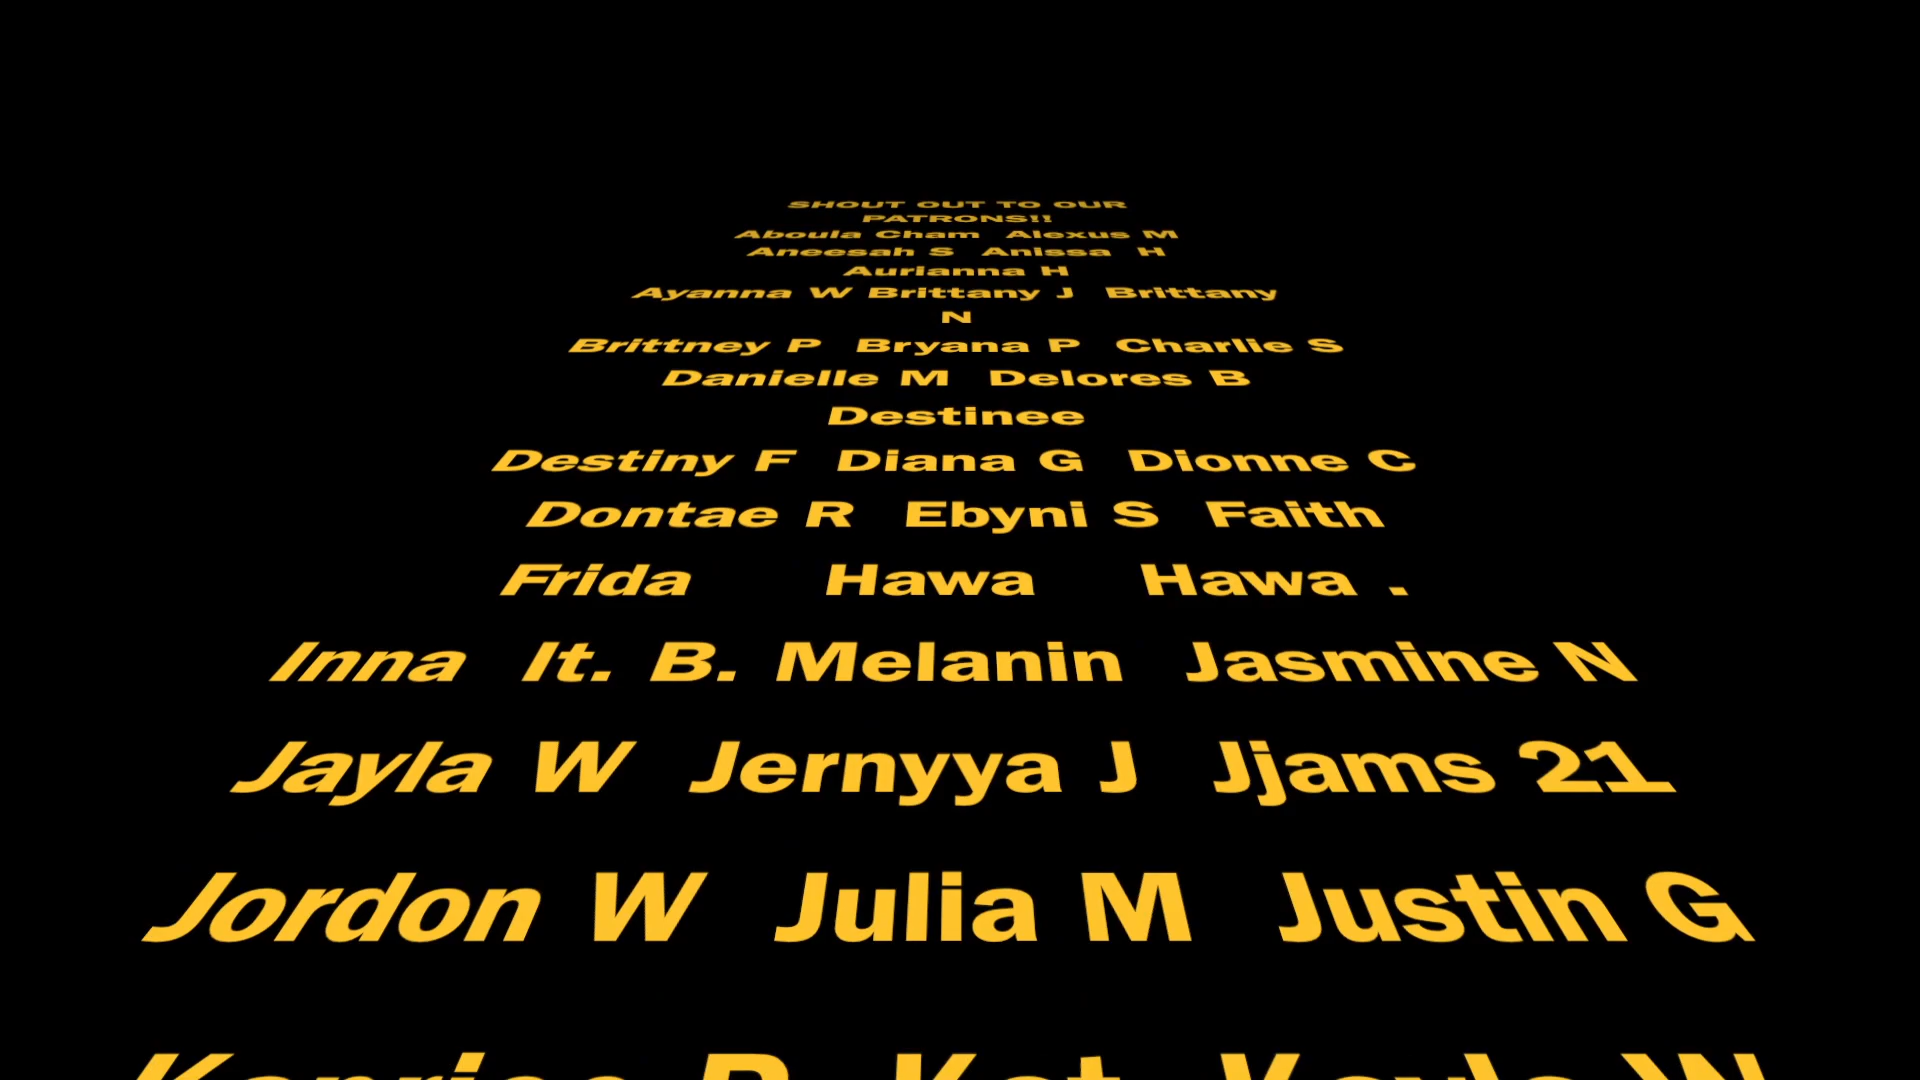 SHOUT OUT TO OUR
PATRONS!!
Aboula Cham Alexus M
Aneesah S Anissa H
Aurianna H
Ayanna W Brittany J Brittany
N
Brittney P Bryana P Charlie S
Danielle M Delores B
Destinee
Destiny F Diana G Dionne C
Dontae R Ebyni S Faith
Frida Hawa Hawa .
Inna It. B. Melanin Jasmine N
Jayla W Jernyya J Jjams 21
Jordon W Julia M Justin G